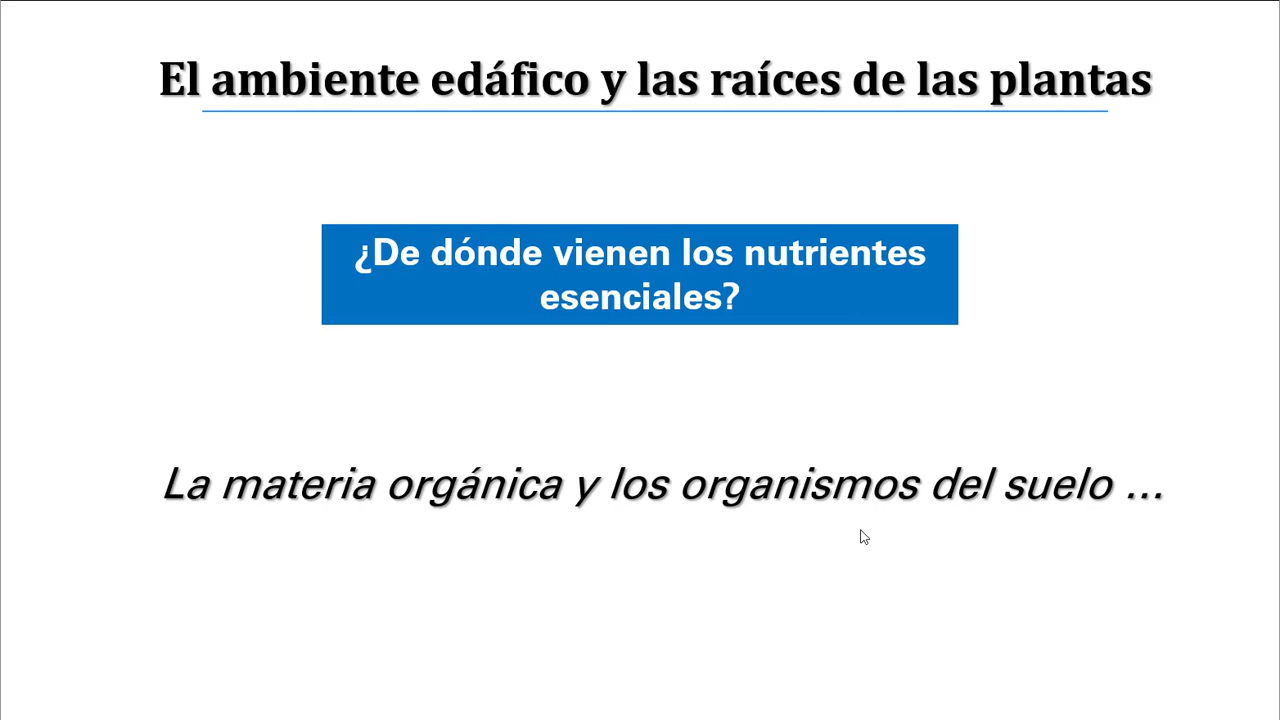 El ambiente edáfico y las raíces de las plantas
¿De dónde vienen los nutrientes
esenciales?
La materia orgánica y los organismos del suelo ...